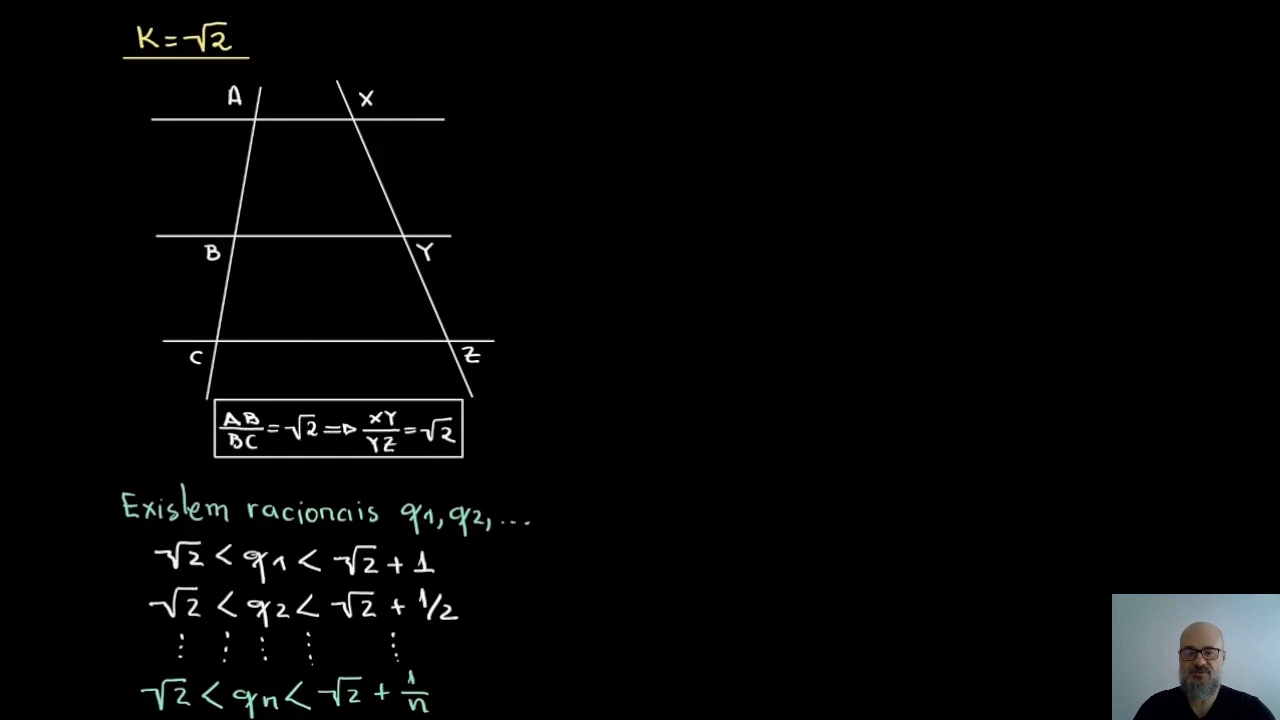 K=√2
A X
B Y
C Z
AB/BC = √2 ⇒ XY/YZ = √2
Existem racionais q1, q2, ...
√2 < q1 < √2 + 1
√2 < q2 < √2 + 1/2
⋮ ⋮ ⋮ ⋮ ⋮
√2 < qn < √2 + 1/n